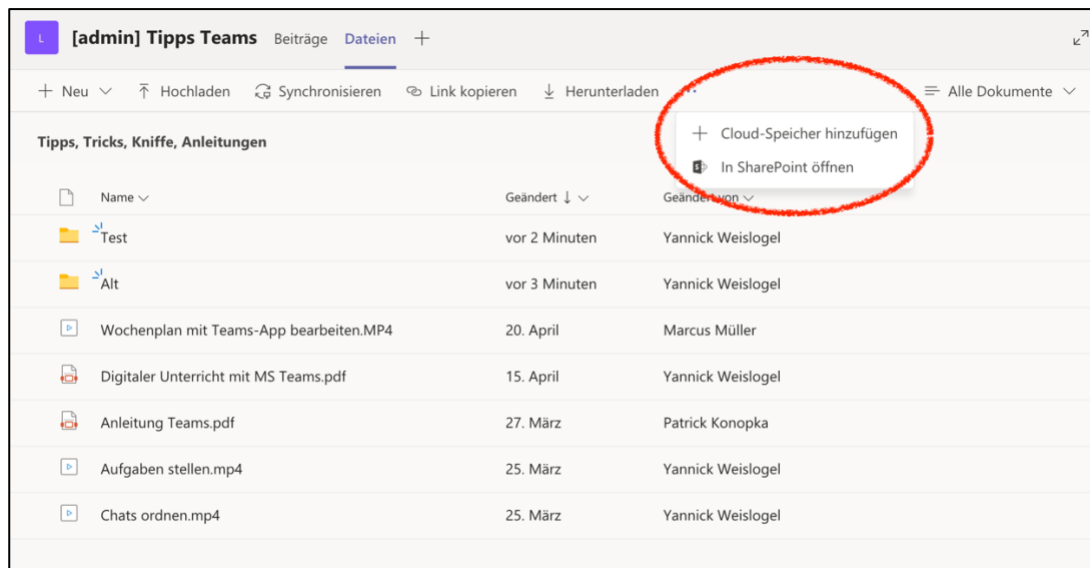 L [admin] Tipps Teams Beiträge Dateien
Neu Hochladen Synchronisieren Link kopieren Herunterladen ... Alle Dokumente
Cloud-Speicher hinzufügen
Tipps, Tricks, Kniffe, Anleitungen
In SharePoint öffnen
Name Geändert Geändert von
Test vor 2 Minuten Yannick Weislogel
Alt vor 3 Minuten Yannick Weislogel
Wochenplan mit Teams-App bearbeiten.MP4 20. April Marcus Müller
Digitaler Unterricht mit MS Teams.pdf 15. April Yannick Weislogel
Anleitung Teams.pdf 27. März Patrick Konopka
Aufgaben stellen.mp4 25. März Yannick Weislogel
Chats ordnen.mp4 25. März Yannick Weislogel